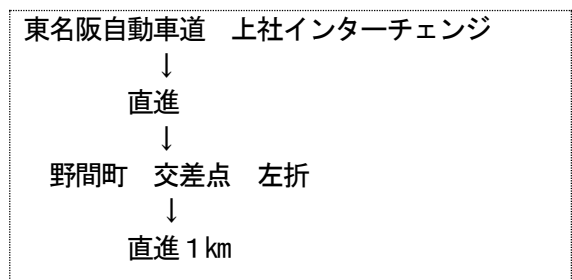 東名阪自動車道　上社インターチェンジ
↓
直進
↓
野間町　交差点　左折
↓
直進１㎞